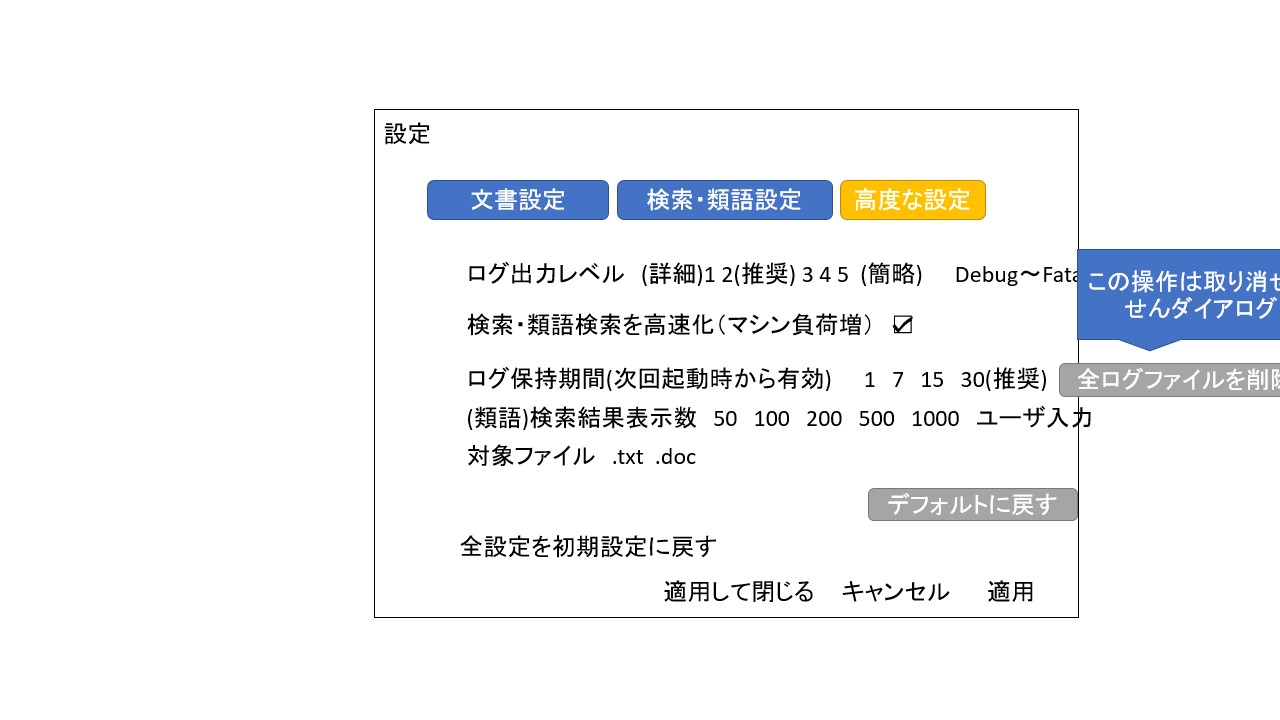 設定
文書設定 検索・類語設定 高度な設定
ログ出力レベル (詳細)1 2(推奨) 3 4 5 (簡略) Debug～Fata
この操作は取り消せ
せんダイアログ
検索・類語検索を高速化（マシン負荷増） ☑
ログ保持期間(次回起動時から有効) 1 7 15 30(推奨) 全ログファイルを削除
(類語)検索結果表示数 50 100 200 500 1000 ユーザ入力
対象ファイル .txt .doc
デフォルトに戻す
全設定を初期設定に戻す
適用して閉じる キャンセル 適用